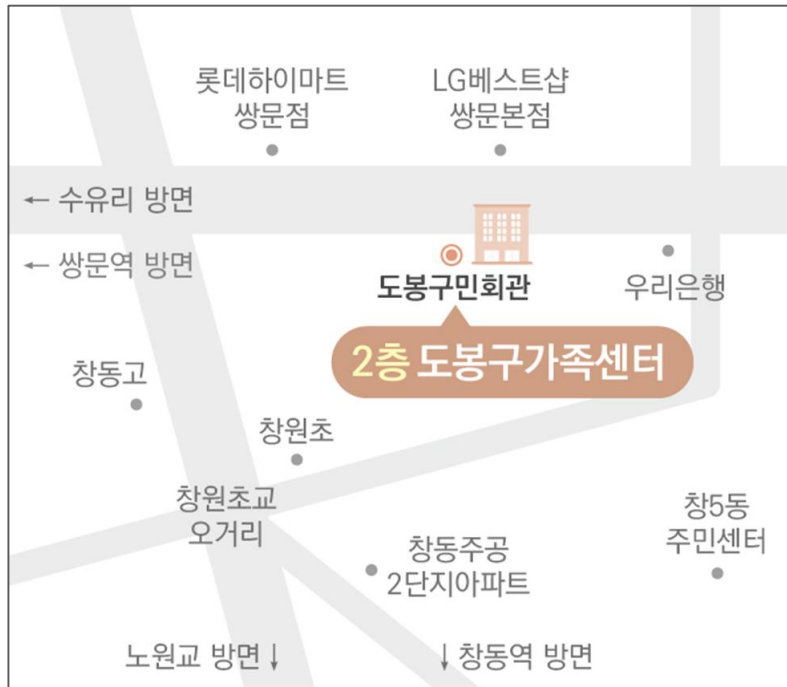 롯데하이마트
쌍문점
LG베스트샵
쌍문본점
← 수유리 방면
← 쌍문역 방면
도봉구민회관
우리은행
2층 도봉구가족센터
창동고
창원초
창원초교
오거리
창5동
주민센터
창동주공
2단지아파트
노원교 방면 ↓
↓ 창동역 방면